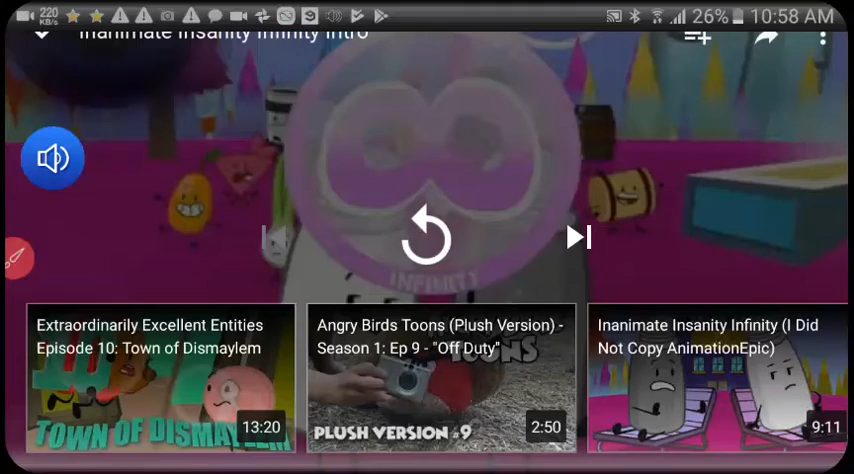 220
KB/s
26%
10:58 AM
Inanimate Insanity Infinity Intro
INFINITY
Extraordinarily Excellent Entities
Episode 10: Town of Dismaylem
TOWN OF DISMAYLEM
13:20
Angry Birds Toons (Plush Version) -
Season 1: Ep 9 - "Off Duty"
TOONS
PLUSH VERSION #9
2:50
Inanimate Insanity Infinity (I Did
Not Copy AnimationEpic)
9:11